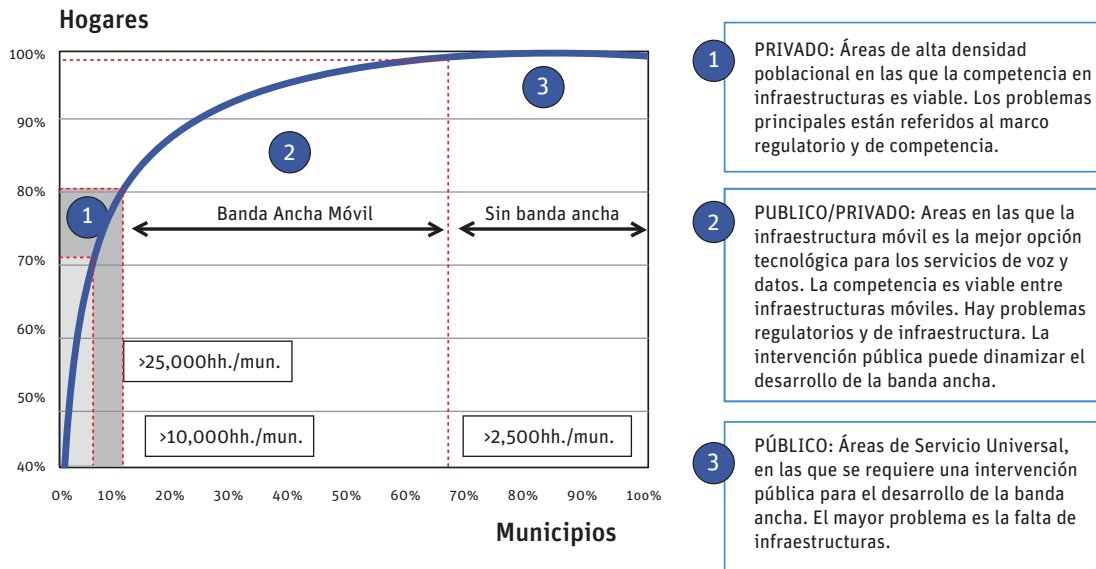 Hogares
100%
90%
80%
70%
60%
50%
40%
1
2
3
Banda Ancha Móvil
Sin banda ancha
>25,000hh./mun.
>10,000hh./mun.
>2,500hh./mun.
0%
10%
20%
30%
40%
50%
60%
70%
80%
90%
100%
Municipios
1
PRIVADO: Áreas de alta densidad
poblacional en las que la competencia en
infraestructuras es viable. Los problemas
principales están referidos al marco
regulatorio y de competencia.
2
PUBLICO/PRIVADO: Areas en las que la
infraestructura móvil es la mejor opción
tecnológica para los servicios de voz y
datos. La competencia es viable entre
infraestructuras móviles. Hay problemas
regulatorios y de infraestructura. La
intervención pública puede dinamizar el
desarrollo de la banda ancha.
3
PÚBLICO: Áreas de Servicio Universal,
en las que se requiere una intervención
pública para el desarrollo de la banda
ancha. El mayor problema es la falta de
infraestructuras.